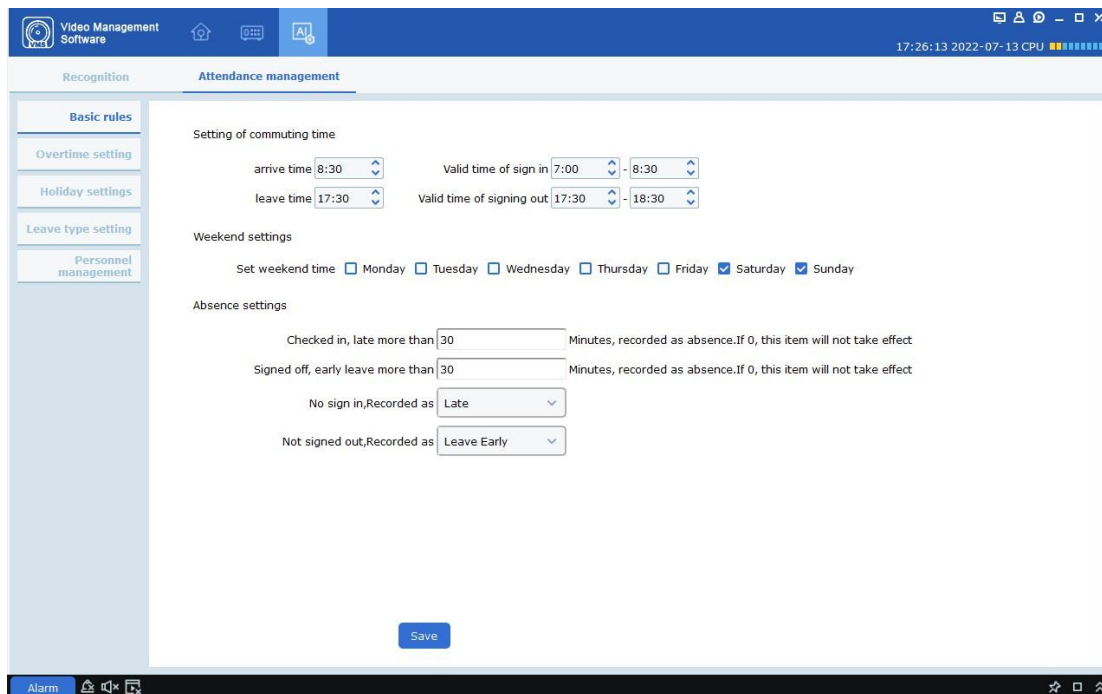 Video Management
Software
VMS
AI
17:26:13 2022-07-13 CPU
Recognition
Attendance management
Basic rules
Overtime setting
Holiday settings
Leave type setting
Personnel
management
Setting of commuting time
arrive time 8:30 Valid time of sign in 7:00 - 8:30
leave time 17:30 Valid time of signing out 17:30 - 18:30
Weekend settings
Set weekend time Monday Tuesday Wednesday Thursday Friday Saturday Sunday
Absence settings
Checked in, late more than 30 Minutes, recorded as absence.If 0, this item will not take effect
Signed off, early leave more than 30 Minutes, recorded as absence.If 0, this item will not take effect
No sign in,Recorded as Late
Not signed out,Recorded as Leave Early
Save
Alarm